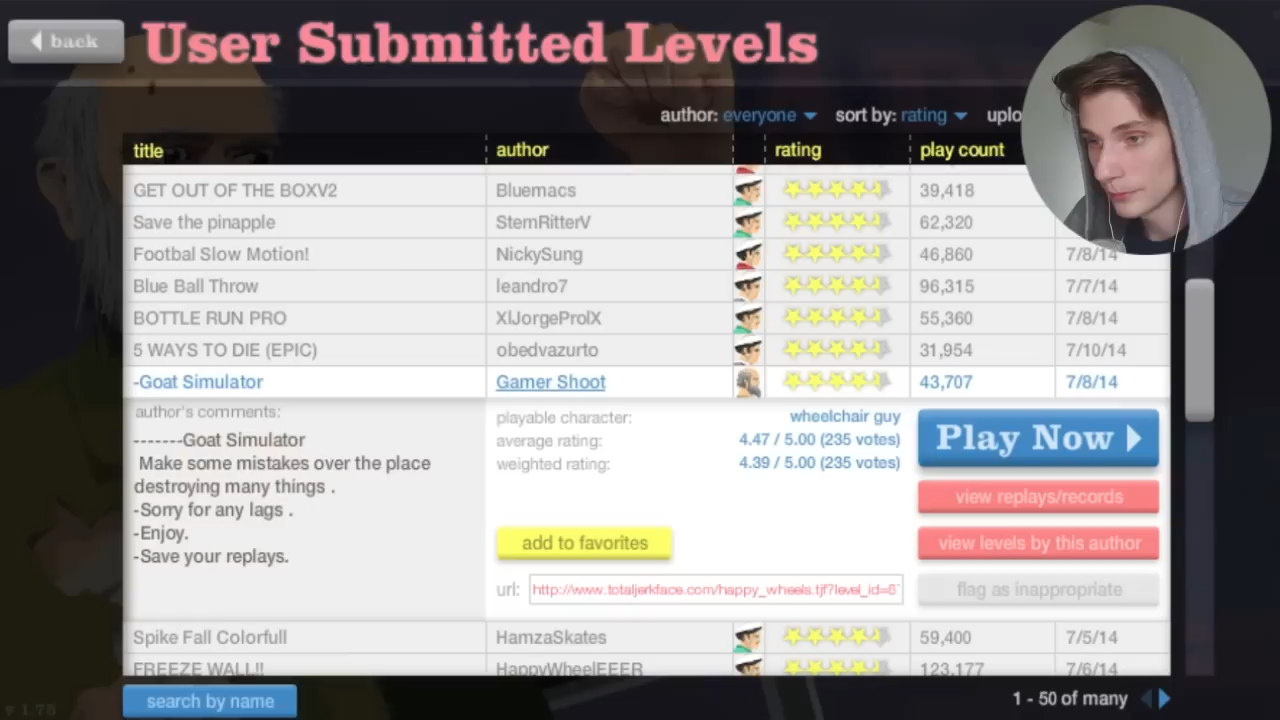 back
User Submitted Levels
author: everyone sort by: rating uplo
title author rating play count
GET OUT OF THE BOXV2 Bluemacs 39,418
Save the pinapple StemRitterV 62,320
Footbal Slow Motion! NickySung 46,860 7/8/14
Blue Ball Throw leandro7 96,315 7/7/14
BOTTLE RUN PRO XlJorgeProlX 55,360 7/8/14
5 WAYS TO DIE (EPIC) obedvazurto 31,954 7/10/14
-Goat Simulator Gamer Shoot 43,707 7/8/14
author's comments:
-------Goat Simulator
Make some mistakes over the place
destroying many things .
-Sorry for any lags .
-Enjoy.
-Save your replays.
playable character: wheelchair guy
average rating: 4.47 / 5.00 (235 votes)
weighted rating: 4.39 / 5.00 (235 votes)
add to favorites
url: http://www.totaljerkface.com/happy_wheels.tjf?level_id=6
Play Now
view replays/records
view levels by this author
flag as inappropriate
Spike Fall Colorfull HamzaSkates 59,400 7/5/14
FREEZE WALL!! HappyWheelEEER 123,177 7/6/14
search by name
1 - 50 of many
v 1.75